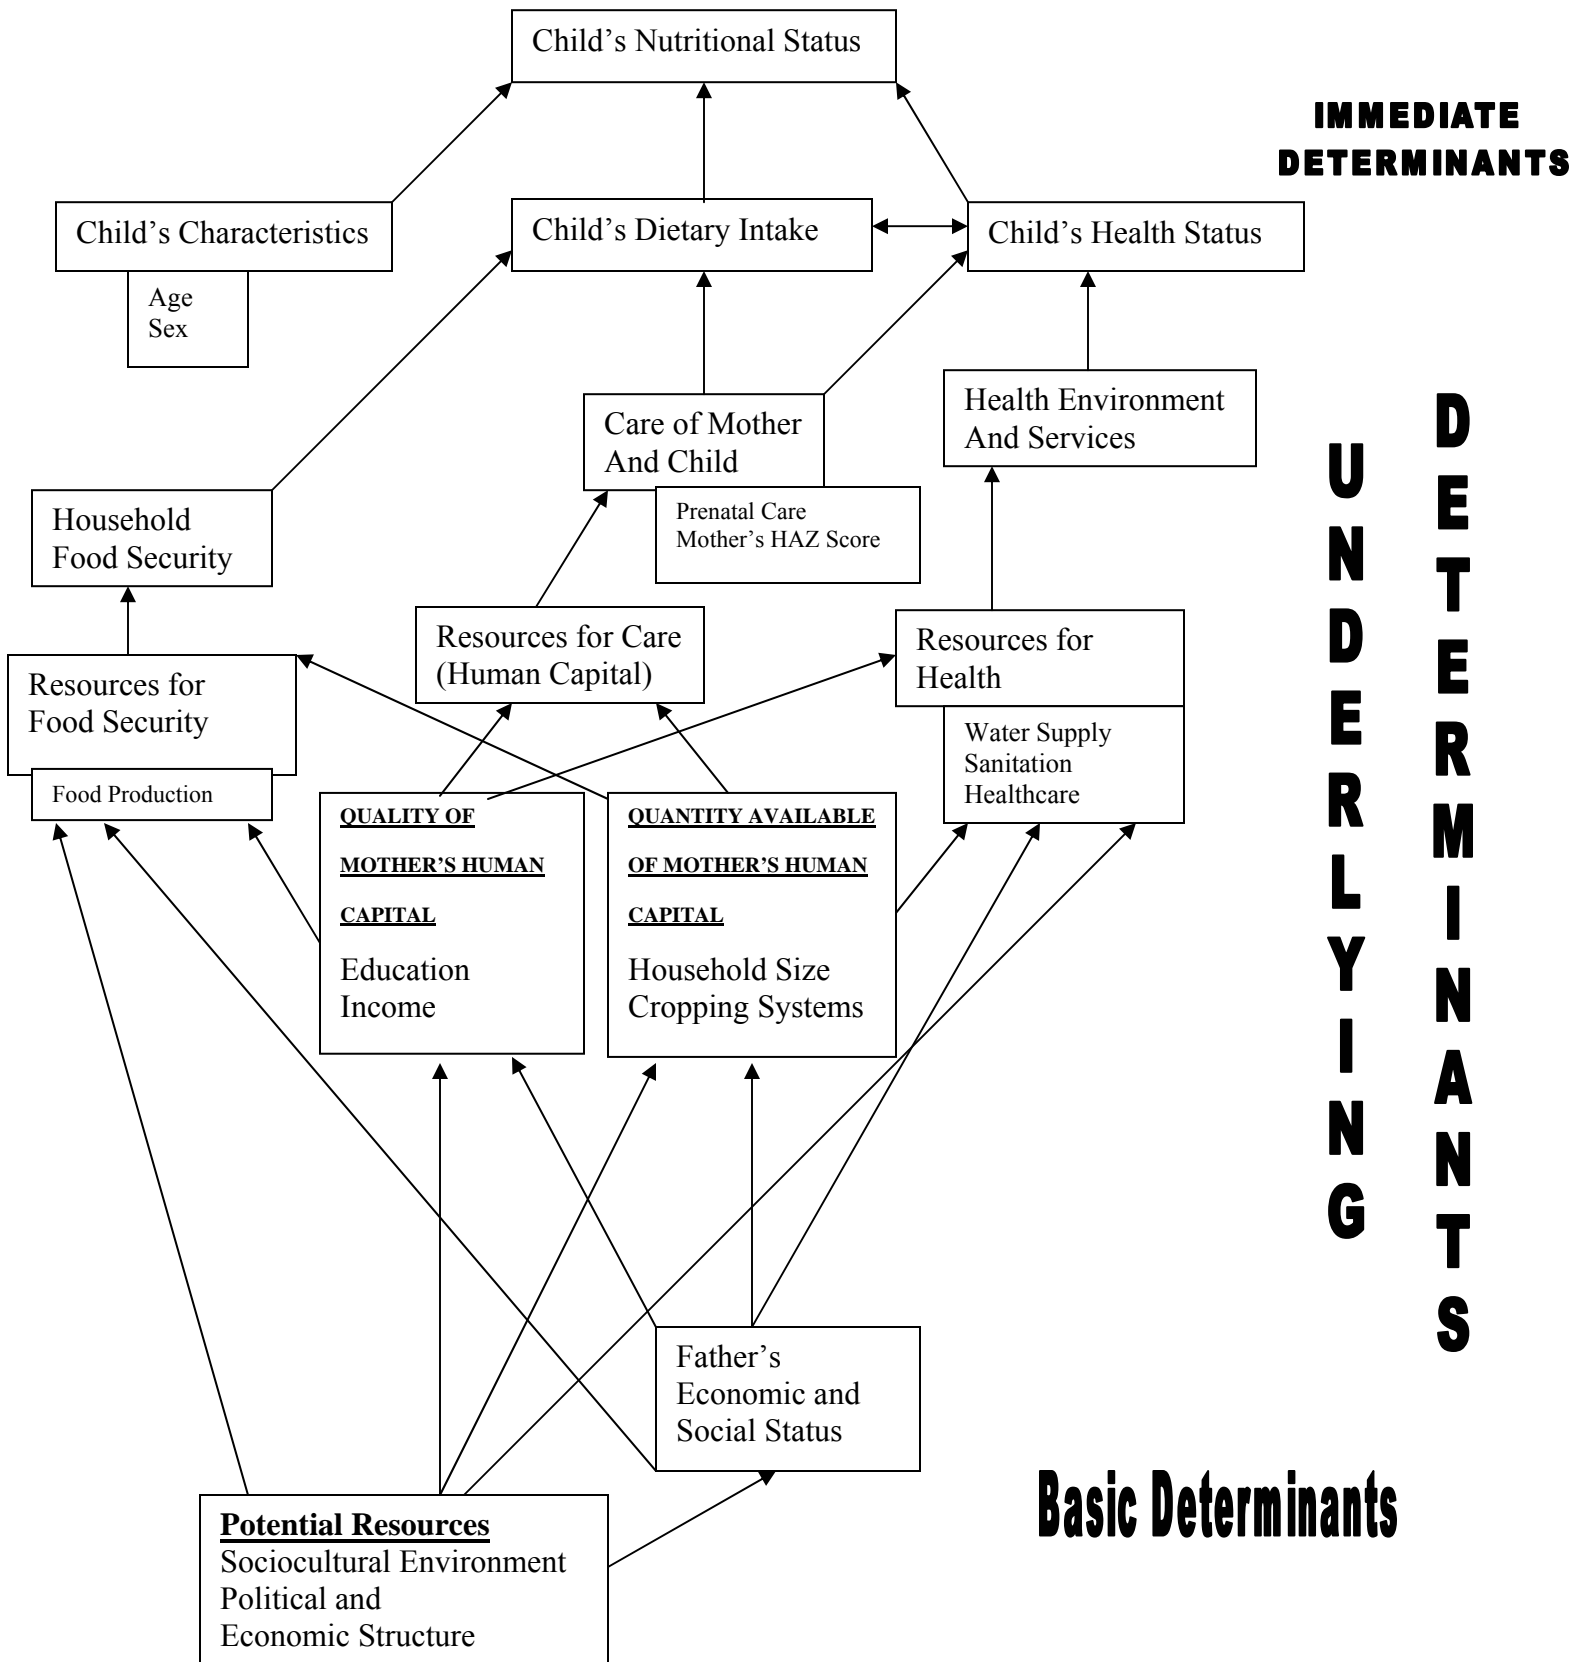 Child’s Nutritional Status
IMMEDIATE
DETERMINANTS
Child’s Characteristics
Age
Sex
Child’s Dietary Intake
Child’s Health Status
Care of Mother
And Child
Prenatal Care
Mother’s HAZ Score
Health Environment
And Services
Household
Food Security
Resources for
Food Security
Food Production
Resources for Care
(Human Capital)
Resources for
Health
Water Supply
Sanitation
Healthcare
QUALITY OF
MOTHER’S HUMAN
CAPITAL
Education
Income
QUANTITY AVAILABLE
OF MOTHER’S HUMAN
CAPITAL
Household Size
Cropping Systems
UNDERLYING
DETERMINANTS
Father’s
Economic and
Social Status
Potential Resources
Sociocultural Environment
Political and
Economic Structure
Basic Determinants